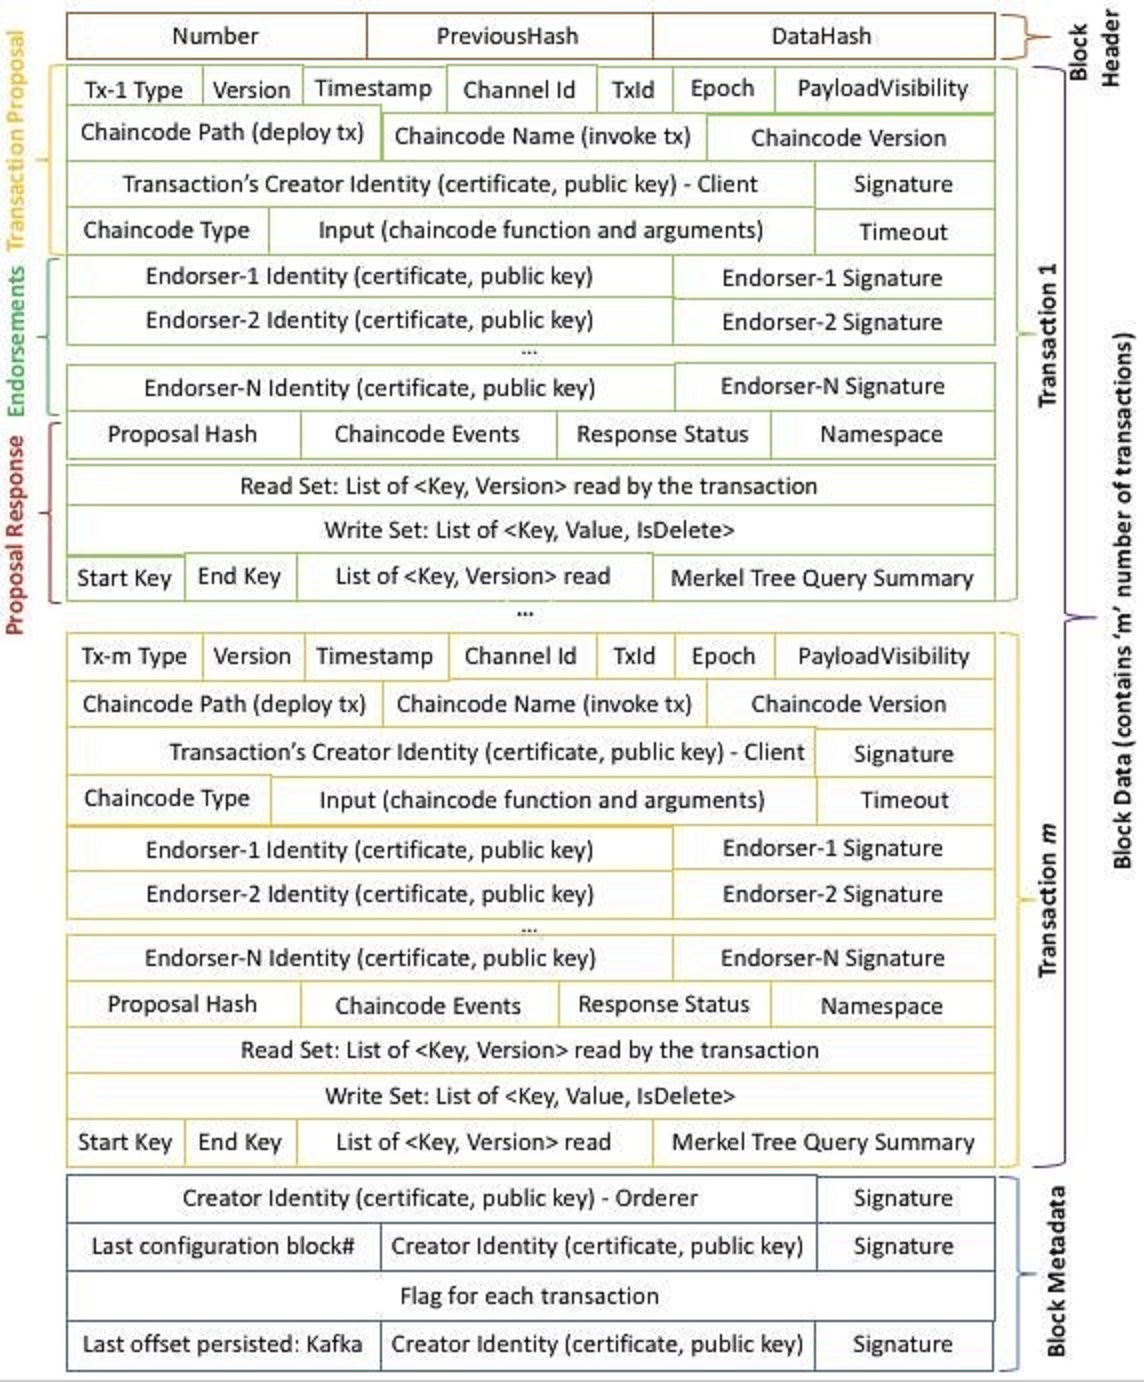 Number PreviousHash DataHash
Block
Header
Transaction Proposal
Tx-1 Type Version Timestamp Channel Id TxId Epoch PayloadVisibility
Chaincode Path (deploy tx) Chaincode Name (invoke tx) Chaincode Version
Transaction’s Creator Identity (certificate, public key) - Client Signature
Chaincode Type Input (chaincode function and arguments) Timeout
Endorsements
Endorser-1 Identity (certificate, public key) Endorser-1 Signature
Endorser-2 Identity (certificate, public key) Endorser-2 Signature
...
Endorser-N Identity (certificate, public key) Endorser-N Signature
Proposal Response
Proposal Hash Chaincode Events Response Status Namespace
Read Set: List of <Key, Version> read by the transaction
Write Set: List of <Key, Value, IsDelete>
Start Key End Key List of <Key, Version> read Merkel Tree Query Summary
Transaction 1
...
Block Data (contains ‘m’ number of transactions)
Tx-m Type Version Timestamp Channel Id TxId Epoch PayloadVisibility
Chaincode Path (deploy tx) Chaincode Name (invoke tx) Chaincode Version
Transaction’s Creator Identity (certificate, public key) - Client Signature
Chaincode Type Input (chaincode function and arguments) Timeout
Endorser-1 Identity (certificate, public key) Endorser-1 Signature
Endorser-2 Identity (certificate, public key) Endorser-2 Signature
...
Endorser-N Identity (certificate, public key) Endorser-N Signature
Proposal Hash Chaincode Events Response Status Namespace
Read Set: List of <Key, Version> read by the transaction
Write Set: List of <Key, Value, IsDelete>
Start Key End Key List of <Key, Version> read Merkel Tree Query Summary
Transaction m
Creator Identity (certificate, public key) - Orderer Signature
Last configuration block# Creator Identity (certificate, public key) Signature
Flag for each transaction
Last offset persisted: Kafka Creator Identity (certificate, public key) Signature
Block Metadata